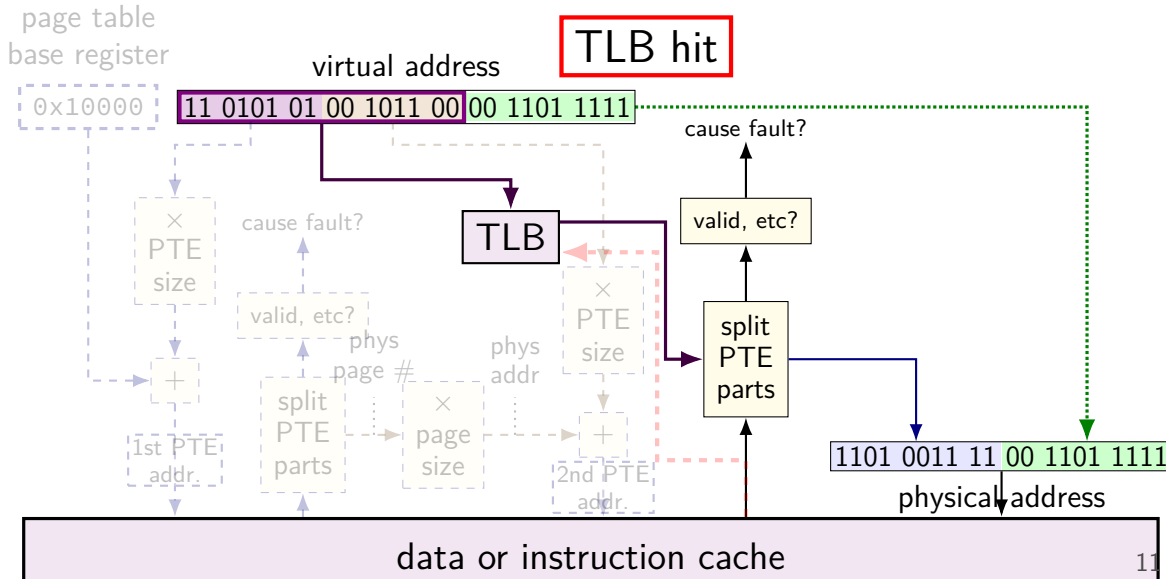 page table
base register
0x10000
TLB hit
virtual address
11 0101 01 00 1011 00 00 1101 1111
cause fault?
×
PTE
size
cause fault?
TLB
valid, etc?
valid, etc?
×
PTE
size
split
PTE
parts
phys
page #
phys
addr
+
split
PTE
parts
×
page
size
+
1st PTE
addr.
2nd PTE
addr.
1101 0011 11 00 1101 1111
physical address
data or instruction cache
11